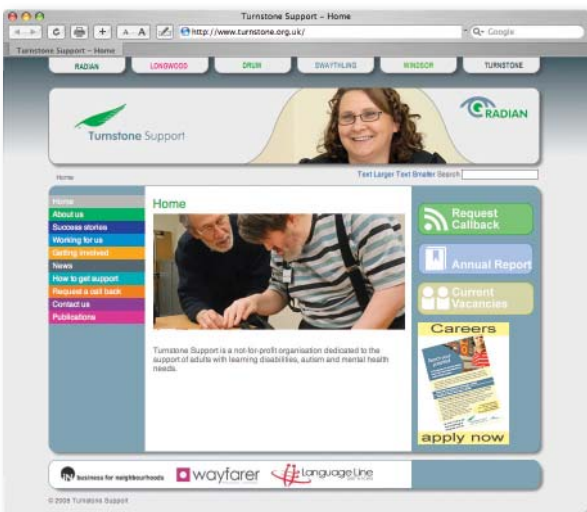 Turnstone Support – Home
A A
http://www.turnstone.org.uk/
Q- Google
Turnstone Support – Home
RADIAN
LONGWOOD
DRUM
SWAYTHLING
WINDSOR
TURNSTONE
Turnstone Support
RADIAN
Home
Text Larger Text Smaller Search
Home
About us
Success stories
Working for us
Getting involved
News
How to get support
Request a call back
Contact us
Publications
Home
Turnstone Support is a not-for-profit organisation dedicated to the
support of adults with learning disabilities, autism and mental health
needs.
Request
Callback
Annual Report
Current
Vacancies
Careers
apply now
iN business for neighbourhoods
wayfarer
LanguageLine
© 2008 Turnstone Support